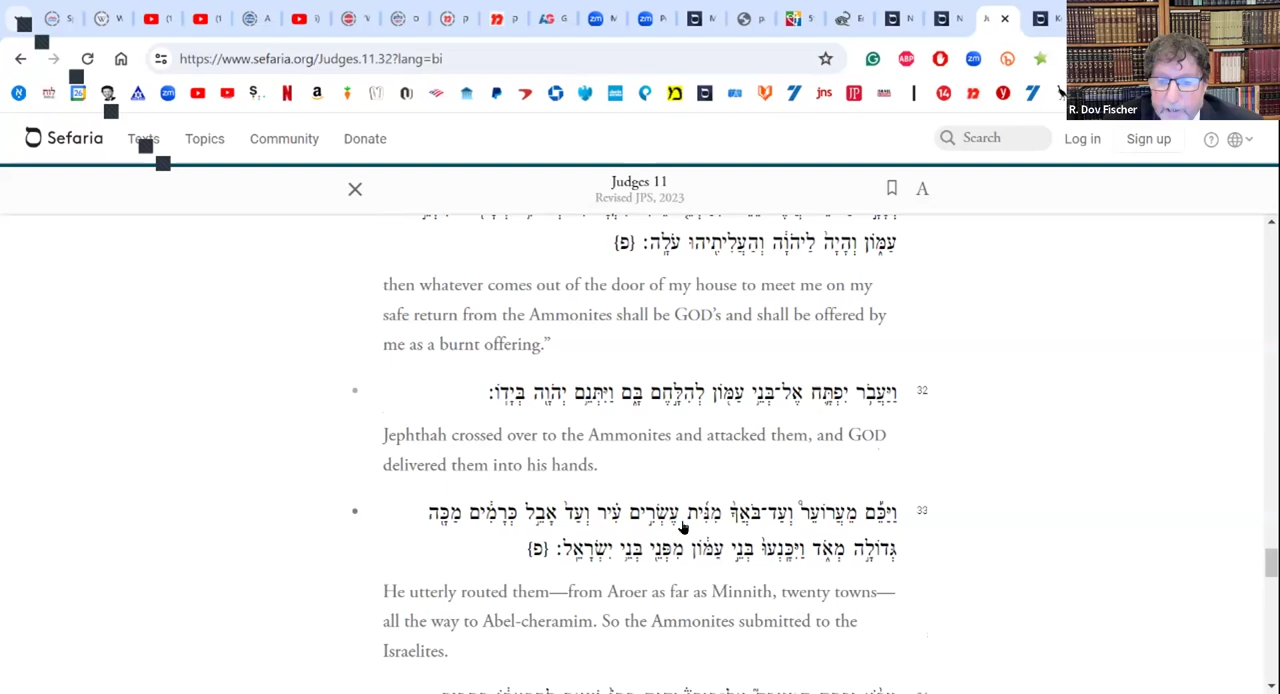 https://www.sefaria.org/Judges.11.32?lang=bi
R. Dov Fischer
Sefaria Texts Topics Community Donate Search Log in Sign up
Judges 11
Revised JPS, 2023
עַמּ֑וֹן וְהָיָה֙ לַֽיהֹוָ֔ה וְהַעֲלִיתִ֖יהוּ עֹלָֽה׃ {פ}
then whatever comes out of the door of my house to meet me on my
safe return from the Ammonites shall be GOD’s and shall be offered by
me as a burnt offering.”
32
וַיַּעֲבֹ֥ר יִפְתָּ֛ח אֶל־בְּנֵ֥י עַמּ֖וֹן לְהִלָּ֣חֶם בָּ֑ם וַיִּתְּנֵ֥ם יְהֹוָ֖ה בְּיָדֽוֹ׃
Jephthah crossed over to the Ammonites and attacked them, and GOD
delivered them into his hands.
33
וַיַּכֵּ֡ם מֵעֲרוֹעֵר֩ וְעַד־בֹּאֲךָ֨ מִנִּ֜ית עֶשְׂרִ֣ים עִ֗יר וְעַד֙ אָבֵ֣ל כְּרָמִ֔ים מַכָּ֖ה
גְּדוֹלָ֣ה מְאֹ֑ד וַיִּכָּֽנְעוּ֙ בְּנֵ֣י עַמּ֔וֹן מִפְּנֵ֖י בְּנֵ֥י יִשְׂרָאֵֽל׃ {פ}
He utterly routed them—from Aroer as far as Minnith, twenty towns—
all the way to Abel-cheramim. So the Ammonites submitted to the
Israelites.